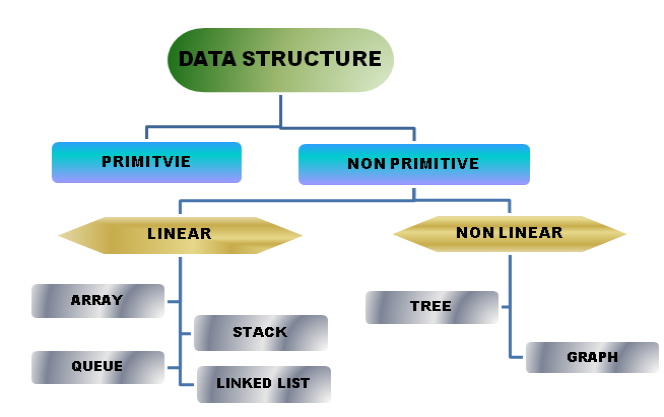 DATA STRUCTURE
PRIMITVIE
NON PRIMITIVE
LINEAR
NON LINEAR
ARRAY
STACK
QUEUE
LINKED LIST
TREE
GRAPH